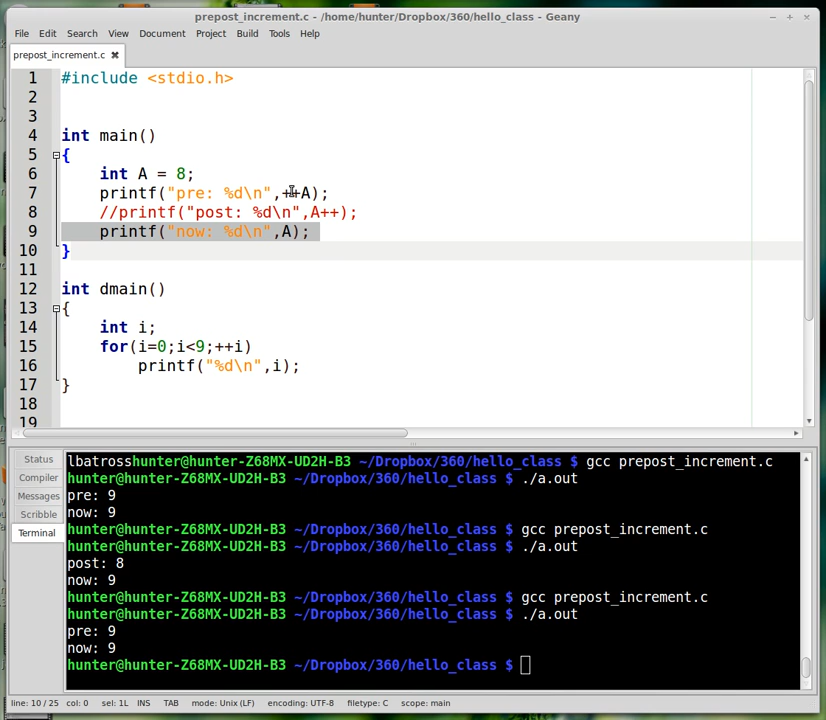 prepost_increment.c - /home/hunter/Dropbox/360/hello_class - Geany
File Edit Search View Document Project Build Tools Help
prepost_increment.c
1 #include <stdio.h>
2
3
4 int main()
5 {
6 int A = 8;
7 printf("pre: %d\n",++A);
8 //printf("post: %d\n",A++);
9 printf("now: %d\n",A);
10 }
11
12 int dmain()
13 {
14 int i;
15 for(i=0;i<9;++i)
16 printf("%d\n",i);
17 }
18
19
Status
Compiler
Messages
Scribble
Terminal
lbatrosshunter@hunter-Z68MX-UD2H-B3 ~/Dropbox/360/hello_class $ gcc prepost_increment.c
hunter@hunter-Z68MX-UD2H-B3 ~/Dropbox/360/hello_class $ ./a.out
pre: 9
now: 9
hunter@hunter-Z68MX-UD2H-B3 ~/Dropbox/360/hello_class $ gcc prepost_increment.c
hunter@hunter-Z68MX-UD2H-B3 ~/Dropbox/360/hello_class $ ./a.out
post: 8
now: 9
hunter@hunter-Z68MX-UD2H-B3 ~/Dropbox/360/hello_class $ gcc prepost_increment.c
hunter@hunter-Z68MX-UD2H-B3 ~/Dropbox/360/hello_class $ ./a.out
pre: 9
now: 9
hunter@hunter-Z68MX-UD2H-B3 ~/Dropbox/360/hello_class $
line: 10 / 25 col: 0 sel: 1L INS TAB mode: Unix (LF) encoding: UTF-8 filetype: C scope: main